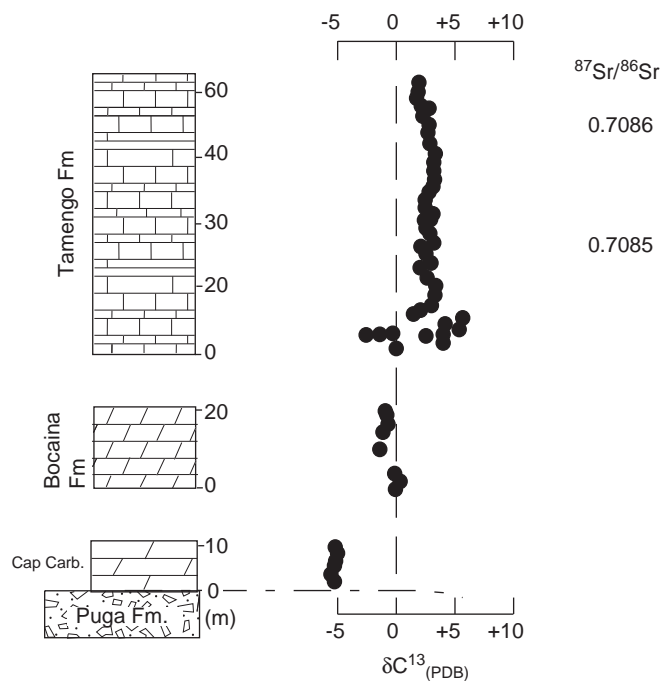 -5 0 +5 +10
⁸⁷Sr/⁸⁶Sr
60
0.7086
40
Tamengo Fm
30
0.7085
20
0
20
Bocaina Fm
0
10
Cap Carb.
0
Puga Fm. (m)
-5 0 +5 +10
δC¹³(PDB)